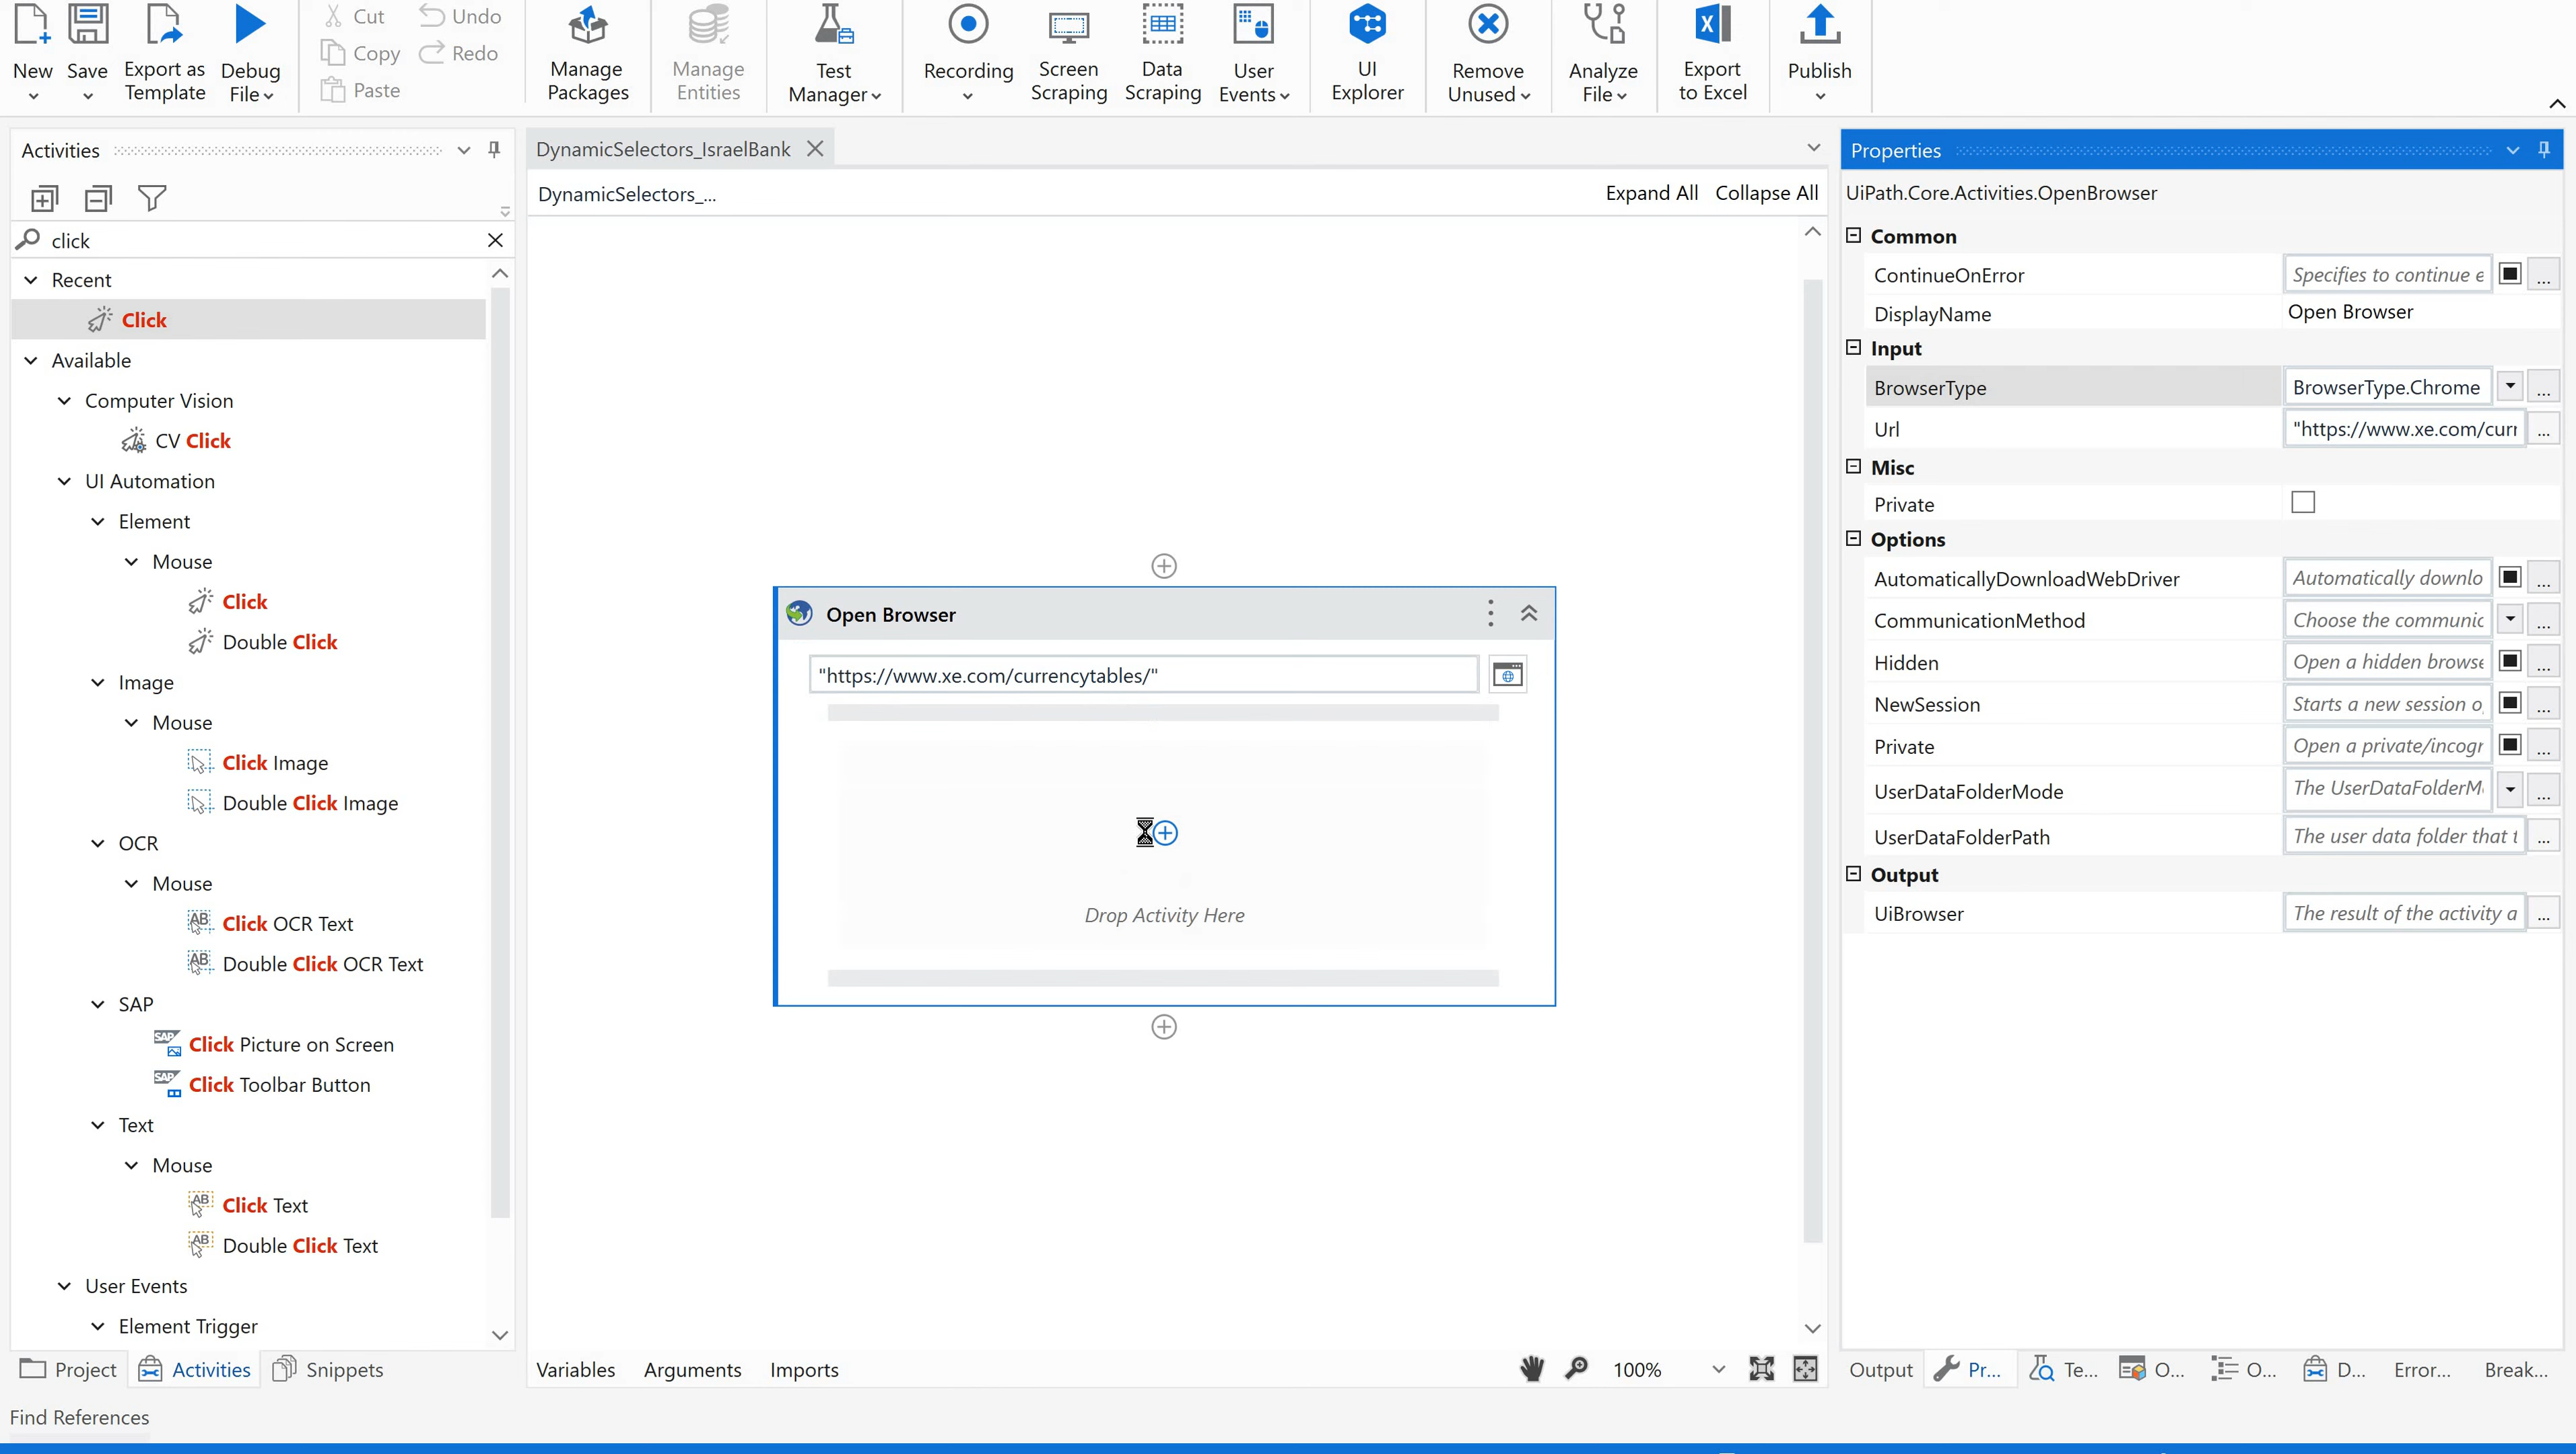 New
Save
Export as
Template
Debug
File
Cut
Copy
Paste
Undo
Redo
Manage
Packages
Manage
Entities
Test
Manager
Recording
Screen
Scraping
Data
Scraping
User
Events
UI
Explorer
Remove
Unused
Analyze
File
Export
to Excel
Publish
Activities
click
Recent
Click
Available
Computer Vision
CV Click
UI Automation
Element
Mouse
Click
Double Click
Image
Mouse
Click Image
Double Click Image
OCR
Mouse
AB Click OCR Text
AB Double Click OCR Text
SAP
SAP Click Picture on Screen
SAP Click Toolbar Button
Text
Mouse
AB Click Text
AB Double Click Text
User Events
Element Trigger
Project
Activities
Snippets
Find References
DynamicSelectors_IsraelBank
DynamicSelectors_...
Expand All Collapse All
Open Browser
"https://www.xe.com/currencytables/"
Drop Activity Here
Variables Arguments Imports
100%
Properties
UiPath.Core.Activities.OpenBrowser
Common
ContinueOnError Specifies to continue e ...
DisplayName Open Browser
Input
BrowserType BrowserType.Chrome ...
Url "https://www.xe.com/curr ...
Misc
Private
Options
AutomaticallyDownloadWebDriver Automatically downlo ...
CommunicationMethod Choose the communic ...
Hidden Open a hidden browse ...
NewSession Starts a new session o ...
Private Open a private/incogn ...
UserDataFolderMode The UserDataFolderM ...
UserDataFolderPath The user data folder that t ...
Output
UiBrowser The result of the activity a ...
Output Pr... Te... O... O... D... Error... Break...